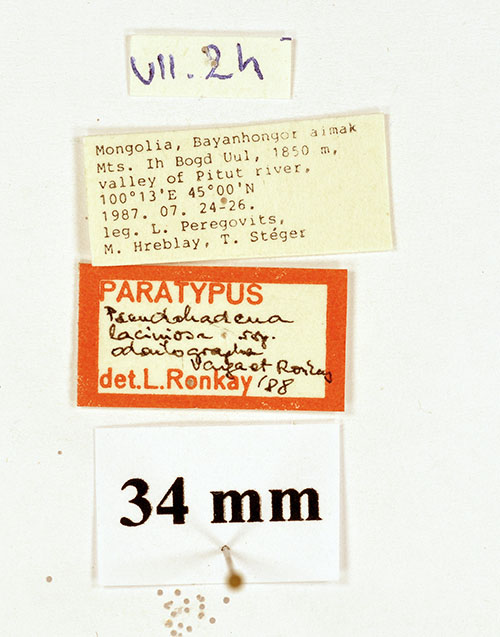 VII. 24
Mongolia, Bayanhongor aimak
Mts. Ih Bogd Uul, 1850 m,
valley of Pitut river,
100°13'E 45°00'N
1987. 07. 24-26.
leg. L. Peregovits,
M. Hreblay, T. Stéger
PARATYPUS
Pseudohadena
laciniosa ssp.
odontographa
Varga et Ronkay
det. L. Ronkay '88
34 mm